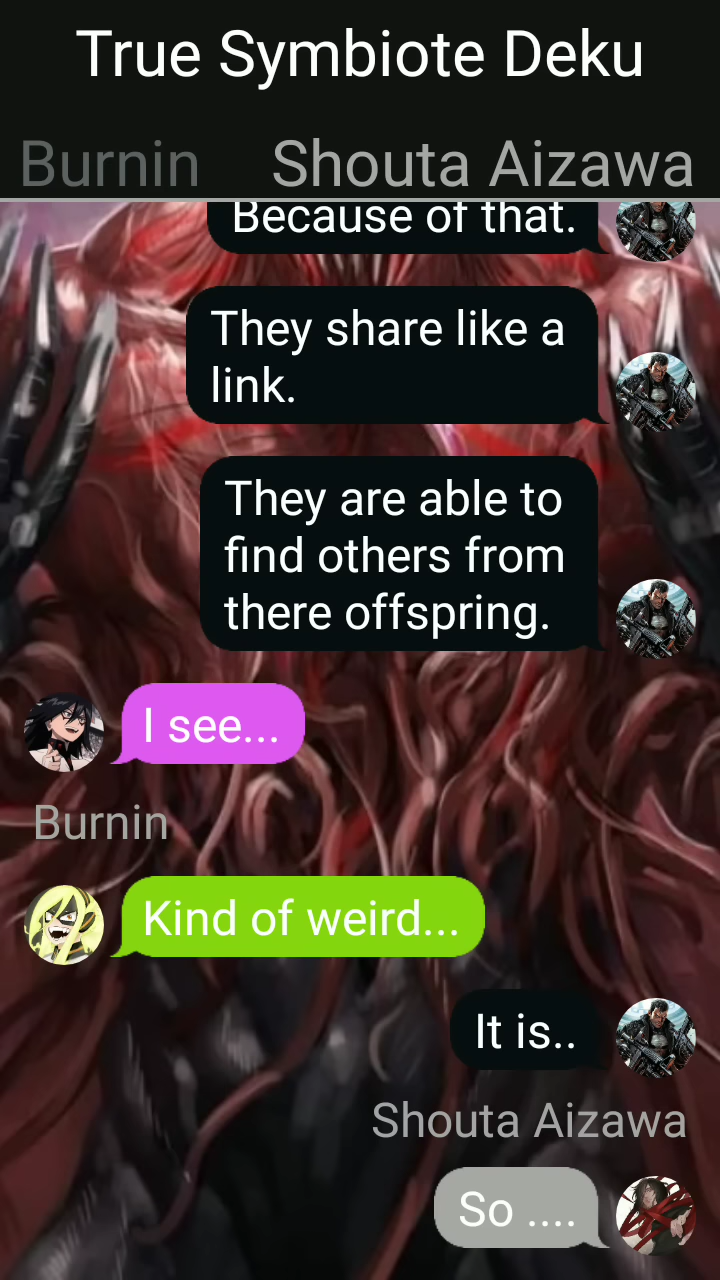 True Symbiote Deku
Burnin Shouta Aizawa
Because of that.
They share like a
link.
They are able to
find others from
there offspring.
I see...
Burnin
Kind of weird...
It is..
Shouta Aizawa
So ....